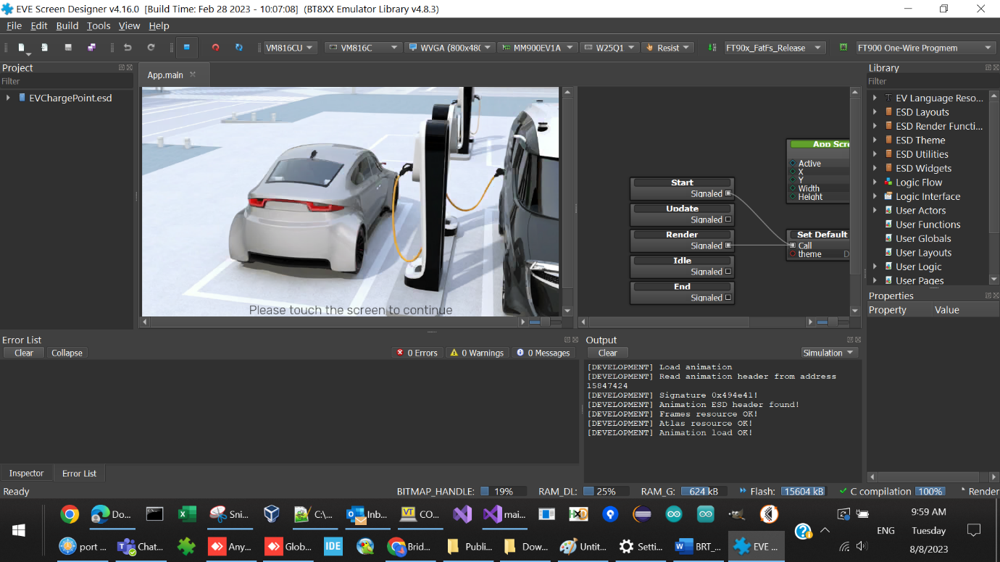 EVE Screen Designer v4.16.0 [Build Time: Feb 28 2023 - 10:07:08] (BT8XX Emulator Library v4.8.3)
File Edit Build Tools View Help
VM816CU VM816C WVGA (800x48( MM900EV1A W25Q1 Resist FT90x_FatFs_Release FT900 One-Wire Progmem
Project
Filter
EVChargePoint.esd
App.main
Please touch the screen to continue
Start
Signaled
Update
Signaled
Render
Signaled
Idle
Signaled
End
Signaled
App Scre
Active
X
Y
Width
Height
Set Default
Call
theme D
Library
Filter
EV Language Reso...
ESD Layouts
ESD Render Functi...
ESD Theme
ESD Utilities
ESD Widgets
Logic Flow
Logic Interface
User Actors
User Functions
User Globals
User Layouts
User Logic
User Pages
Properties
Property Value
Error List
Clear Collapse 0 Errors 0 Warnings 0 Messages
Inspector Error List
Output
Clear Simulation
[DEVELOPMENT] Load animation
[DEVELOPMENT] Read animation header from address
15847424
[DEVELOPMENT] Signature 0x494e41!
[DEVELOPMENT] Animation ESD header found!
[DEVELOPMENT] Frames resource OK!
[DEVELOPMENT] Atlas resource OK!
[DEVELOPMENT] Animation load OK!
Ready BITMAP_HANDLE: 19% RAM_DL: 25% RAM_G: 624 kB Flash: 15604 kB C compilation 100% Render
Do... Sni... C:\... Inb... CO... mai...
port ... Chat... Any... Glob... IDE Brid... Publi... Dow... Untit... Setti... BRT_... EVE ...
ENG
9:59 AM
Tuesday
8/8/2023